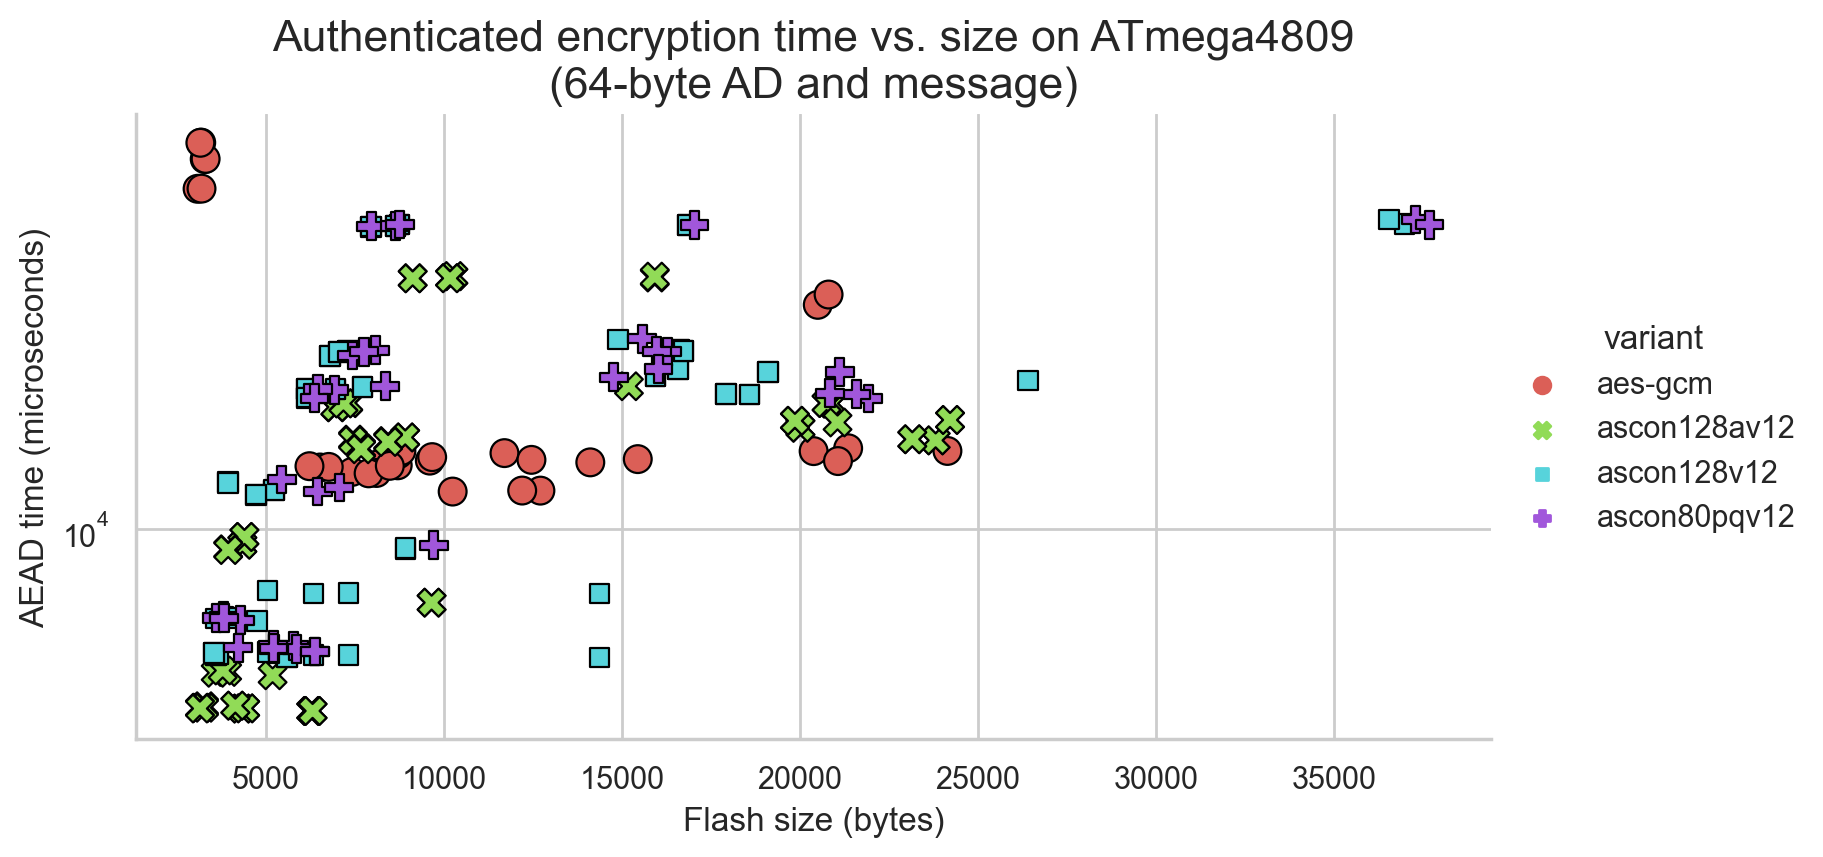 Authenticated encryption time vs. size on ATmega4809
(64-byte AD and message)
AEAD time (microseconds)
10^4
variant
aes-gcm
ascon128av12
ascon128v12
ascon80pqv12
5000 10000 15000 20000 25000 30000 35000
Flash size (bytes)